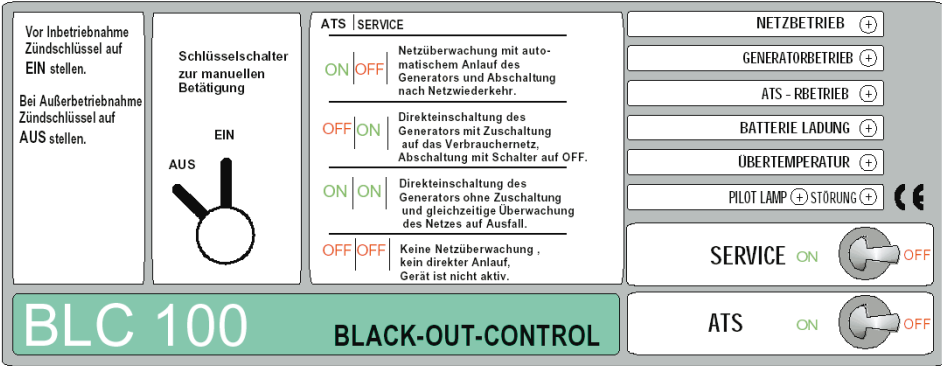 Vor Inbetriebnahme
Zündschlüssel auf
EIN stellen.
Bei Außerbetriebnahme
Zündschlüssel auf
AUS stellen.
Schlüsselschalter
zur manuellen
Betätigung
EIN
AUS
ATS SERVICE
ON OFF
Netzüberwachung mit auto-
matischem Anlauf des
Generators und Abschaltung
nach Netzwiederkehr.
OFF ON
Direkteinschaltung des
Generators mit Zuschaltung
auf das Verbrauchernetz,
Abschaltung mit Schalter auf OFF.
ON ON
Direkteinschaltung des
Generators ohne Zuschaltung
und gleichzeitige Überwachung
des Netzes auf Ausfall.
OFF OFF
Keine Netzüberwachung ,
kein direkter Anlauf,
Gerät ist nicht aktiv.
NETZBETRIEB
GENERATORBETRIEB
ATS - RBETRIEB
BATTERIE LADUNG
ÜBERTEMPERATUR
PILOT LAMP STÖRUNG
CE
SERVICE ON OFF
ATS ON OFF
BLC 100 BLACK-OUT-CONTROL